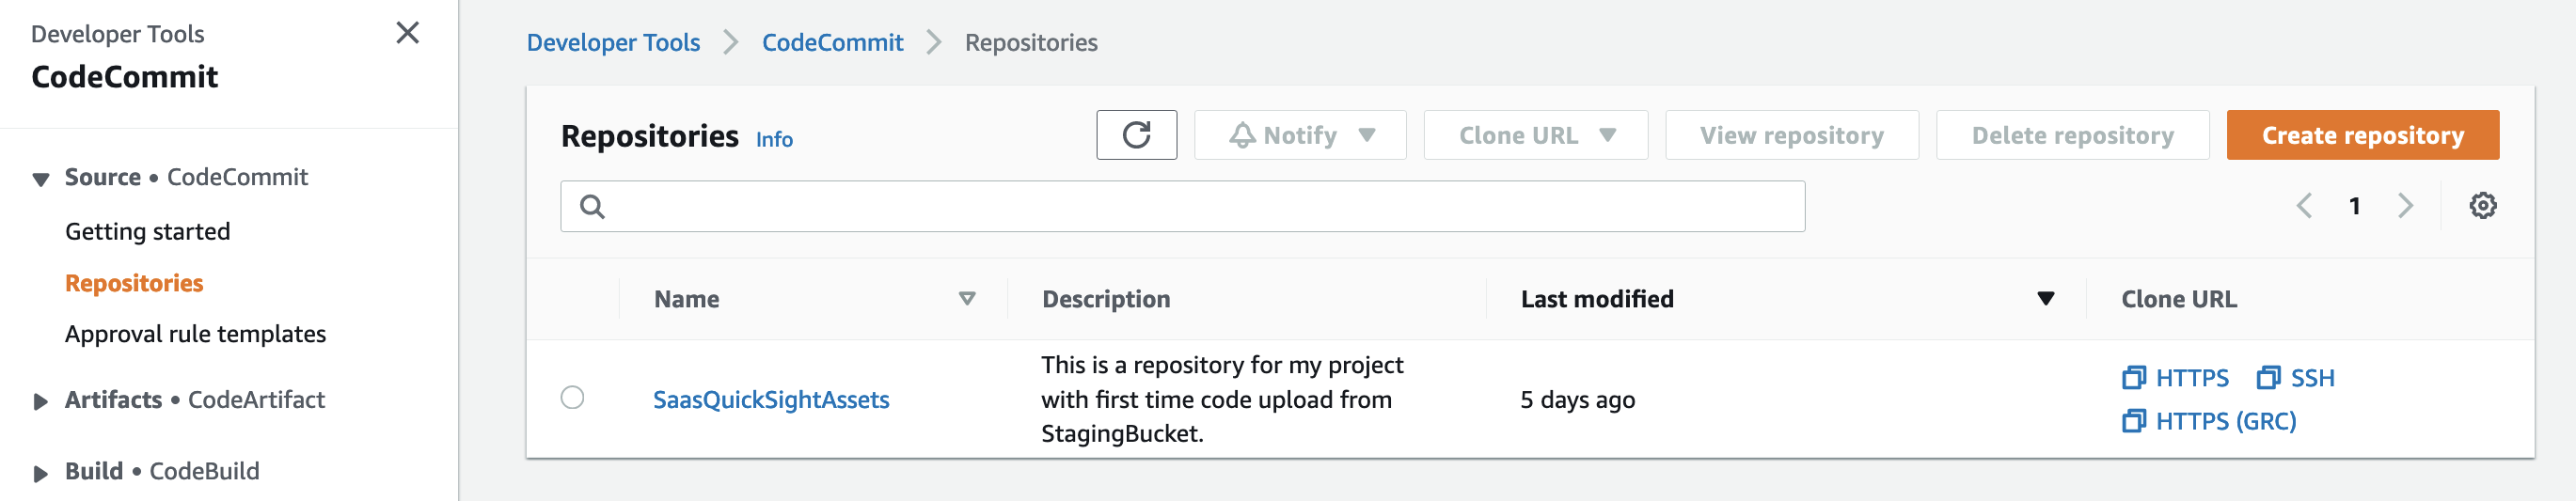 Developer Tools
CodeCommit
Source • CodeCommit
Getting started
Repositories
Approval rule templates
Artifacts • CodeArtifact
Build • CodeBuild
Developer Tools > CodeCommit > Repositories
Repositories Info
Notify Clone URL View repository Delete repository Create repository
1
Name Description Last modified Clone URL
SaasQuickSightAssets
This is a repository for my project
with first time code upload from
StagingBucket.
5 days ago
HTTPS SSH
HTTPS (GRC)